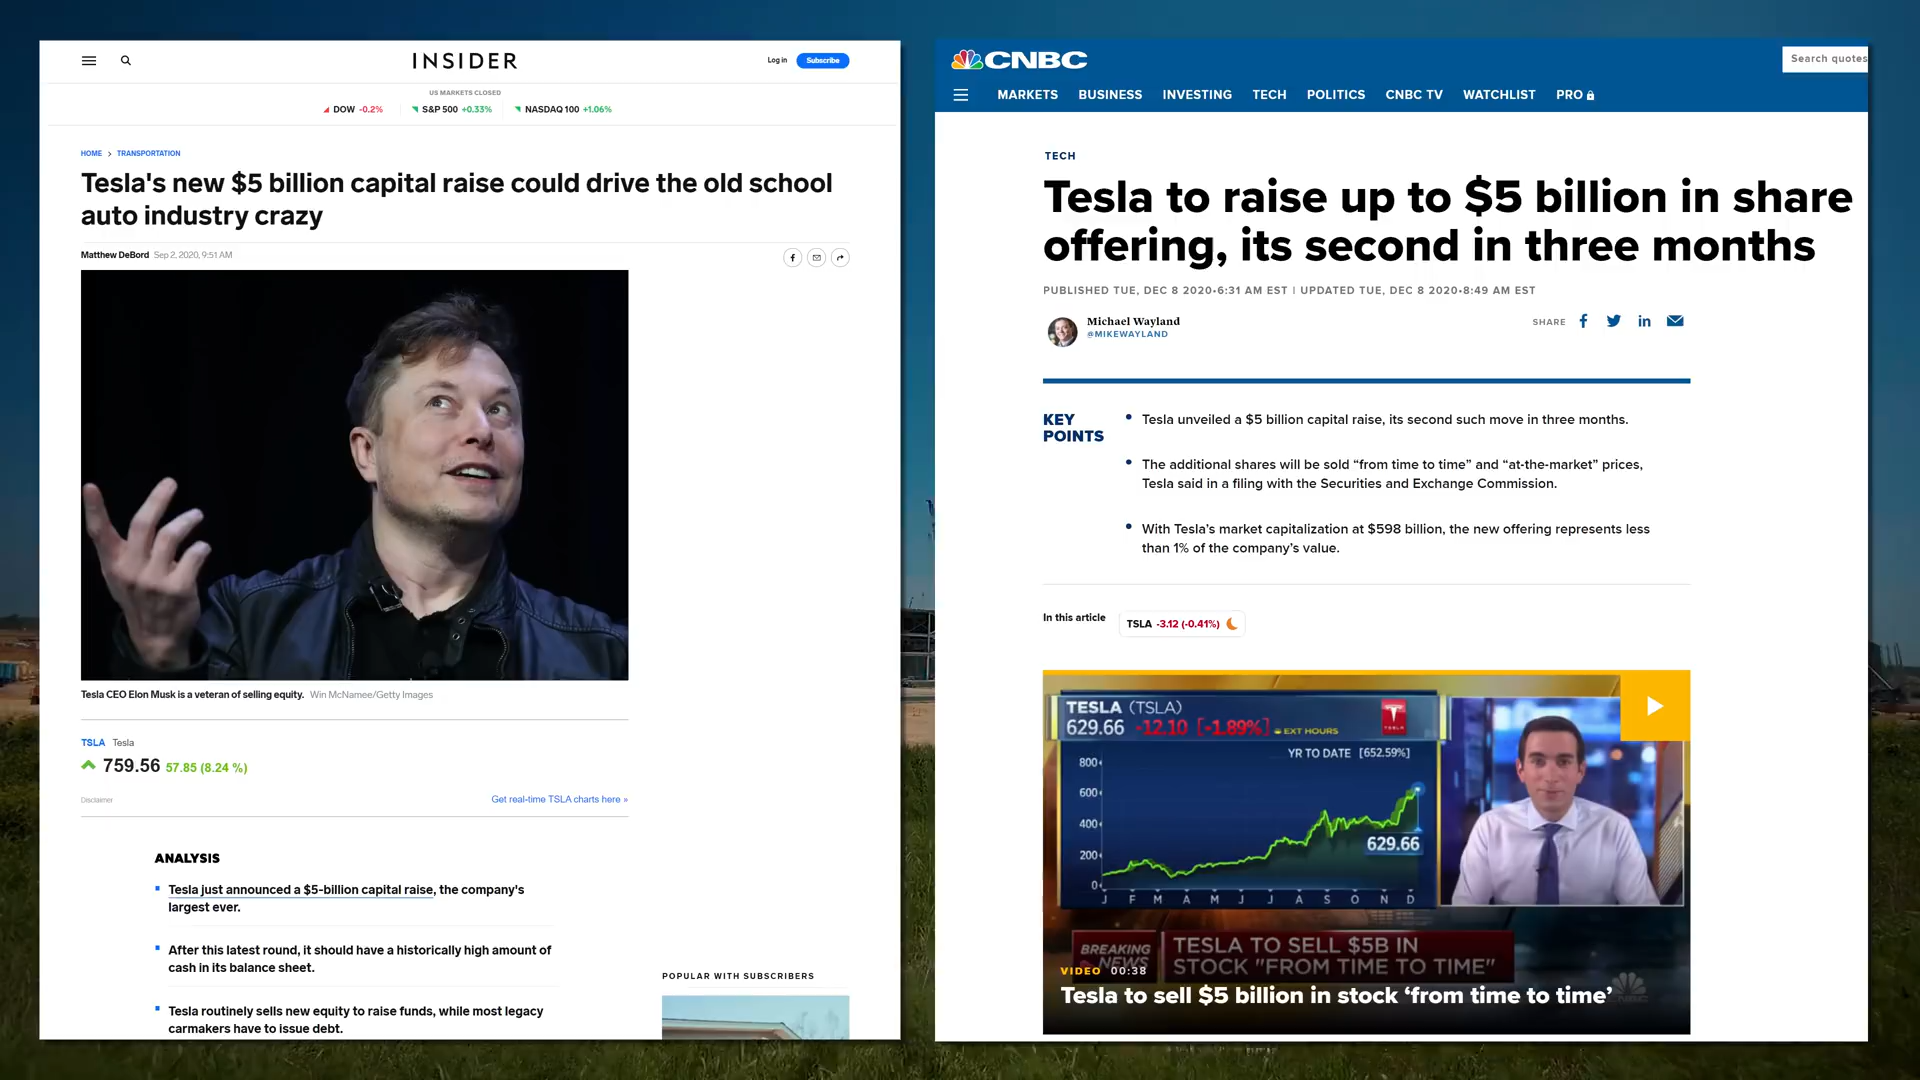 INSIDER
Log in
Subscribe
US MARKETS CLOSED
DOW -0.2%
S&P 500 +0.33%
NASDAQ 100 +1.06%
HOME > TRANSPORTATION
Tesla's new $5 billion capital raise could drive the old school
auto industry crazy
Matthew DeBord Sep 2, 2020, 9:51 AM
Tesla CEO Elon Musk is a veteran of selling equity. Win McNamee/Getty Images
TSLA Tesla
759.56 57.85 (8.24 %)
Disclaimer
Get real-time TSLA charts here »
ANALYSIS
Tesla just announced a $5-billion capital raise, the company's
largest ever.
After this latest round, it should have a historically high amount of
cash in its balance sheet.
Tesla routinely sells new equity to raise funds, while most legacy
carmakers have to issue debt.
POPULAR WITH SUBSCRIBERS
CNBC
Search quotes
MARKETS BUSINESS INVESTING TECH POLITICS CNBC TV WATCHLIST PRO
TECH
Tesla to raise up to $5 billion in share
offering, its second in three months
PUBLISHED TUE, DEC 8 2020•6:31 AM EST | UPDATED TUE, DEC 8 2020•8:49 AM EST
Michael Wayland
@MIKEWAYLAND
SHARE
KEY
POINTS
Tesla unveiled a $5 billion capital raise, its second such move in three months.
The additional shares will be sold “from time to time” and “at-the-market” prices,
Tesla said in a filing with the Securities and Exchange Commission.
With Tesla’s market capitalization at $598 billion, the new offering represents less
than 1% of the company’s value.
In this article
TSLA -3.12 (-0.41%)
TESLA (TSLA)
629.66 -12.10 [-1.89%] EXT HOURS
TESLA
YR TO DATE [652.59%]
800
600
400
200
0
629.66
J F M A M J J A S O N D
BREAKING
NEWS
TESLA TO SELL $5B IN
STOCK "FROM TIME TO TIME"
CNBC
VIDEO 00:38
Tesla to sell $5 billion in stock ‘from time to time’